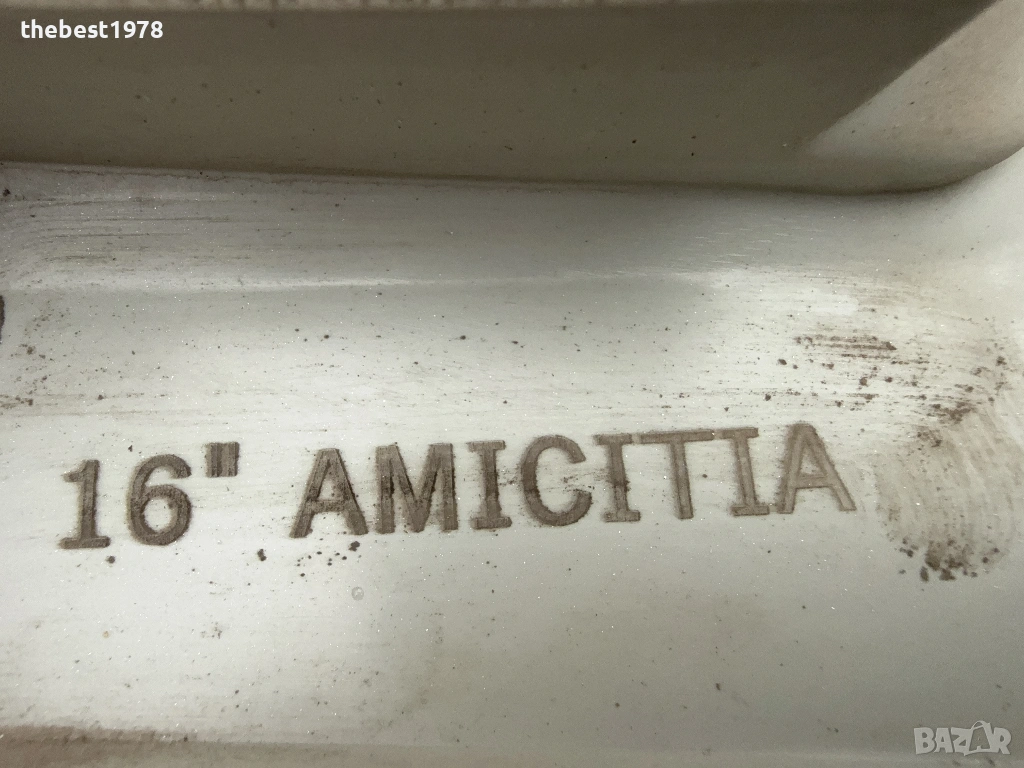 thebest1978
16" AMICITIA
BAZAR